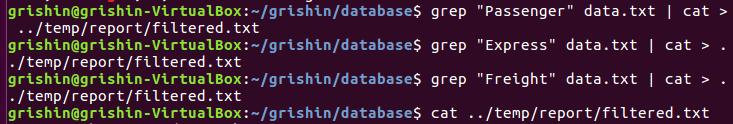 grishin@grishin-VirtualBox:~/grishin/database$ grep "Passenger" data.txt | cat >
../temp/report/filtered.txt
grishin@grishin-VirtualBox:~/grishin/database$ grep "Express" data.txt | cat > .
./temp/report/filtered.txt
grishin@grishin-VirtualBox:~/grishin/database$ grep "Freight" data.txt | cat > .
./temp/report/filtered.txt
grishin@grishin-VirtualBox:~/grishin/database$ cat ../temp/report/filtered.txt